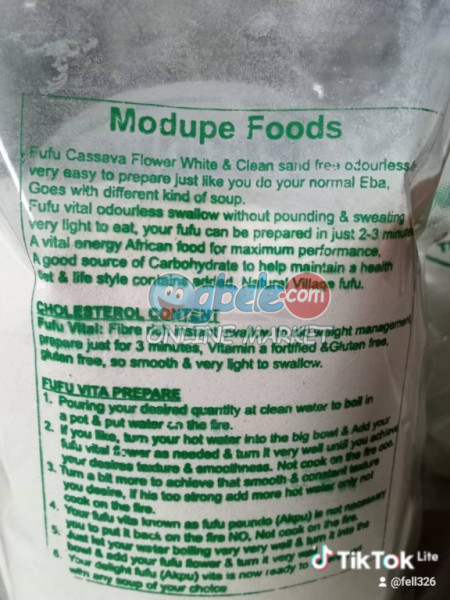 Modupe Foods
Fufu Cassava Flower White & Clean sand free odourless &
very easy to prepare just like you do your normal Eba,
Goes with different kind of soup.
Fufu vital odourless swallow without pounding & sweating
very light to eat, your fufu can be prepared in just 2-3 minute
A vital energy African food for maximum performance,
A good source of Carbohydrate to help maintain a health
diet & life style Natural Village fufu.
abele.com
ONLINE MARKET
CHOLESTEROL CONTENT
Fufu Vital: Fibre weight management
prepare just for 3 minutes, Vitamin a fortified &Gluten free,
gluten free, so smooth & very light to swallow.
FUFU VITA PREPARE
1. Pouring your desired quantity at clean water to boil in
a pot & put water on the fire.
2. If you like, turn your hot water into the big bowl & Add your
fufu vital flower as needed & turn it very well until you achieve
your desires texture & smoothness. Not cook on the fire
3. Turn a bit more to achieve that smooth & constant texture
you desire, if his too strong add more hot water only not
cook on the fire.
4. Your fufu vita known as fufu poundo (Akpu) is not necessary
you to put it back on the fire NO, Not cook on the fire.
5. Just let your water boiling very very well & turn it into the
bowl & add your fufu flower & turn it very
6. Your delight fufu (Akpu) vita is now ready to
with any soup of your choice
TikTok Lite
@fell326